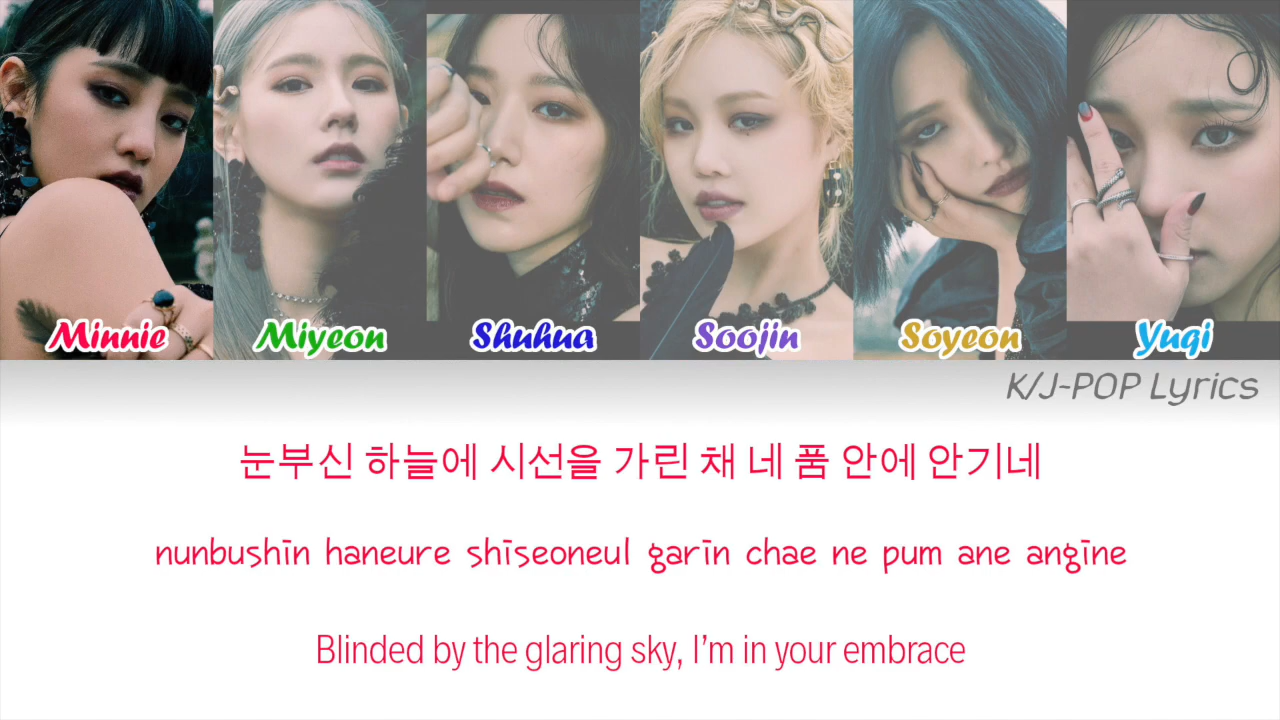 Minnie Miyeon Shuhua Soojin Soyeon Yuqi
K/J-POP Lyrics
눈부신 하늘에 시선을 가린 채 네 품 안에 안기네
nunbushin haneure shiseoneul garin chae ne pum ane angine
Blinded by the glaring sky, I'm in your embrace